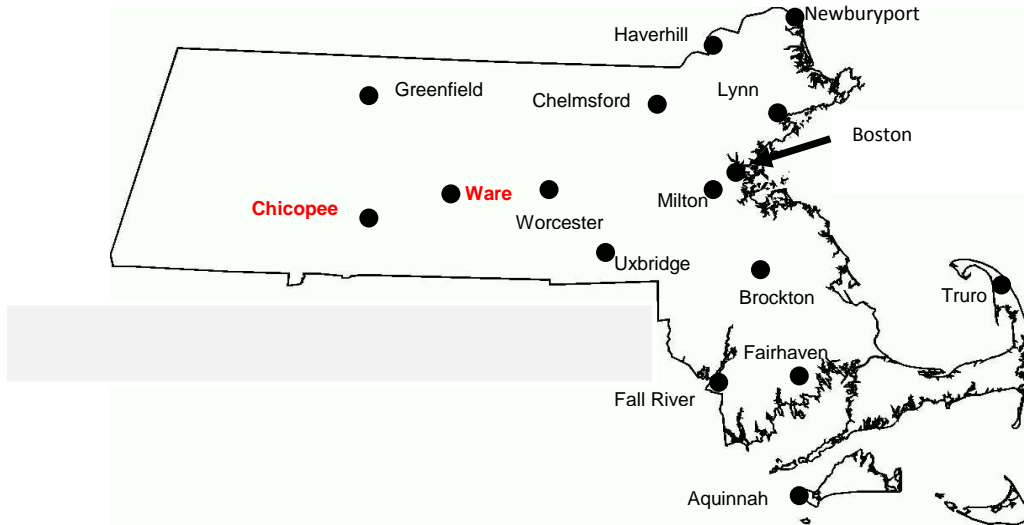 Newburyport
Haverhill
Greenfield
Chelmsford
Lynn
Boston
Chicopee
Ware
Milton
Worcester
Uxbridge
Brockton
Truro
Fairhaven
Fall River
Aquinnah